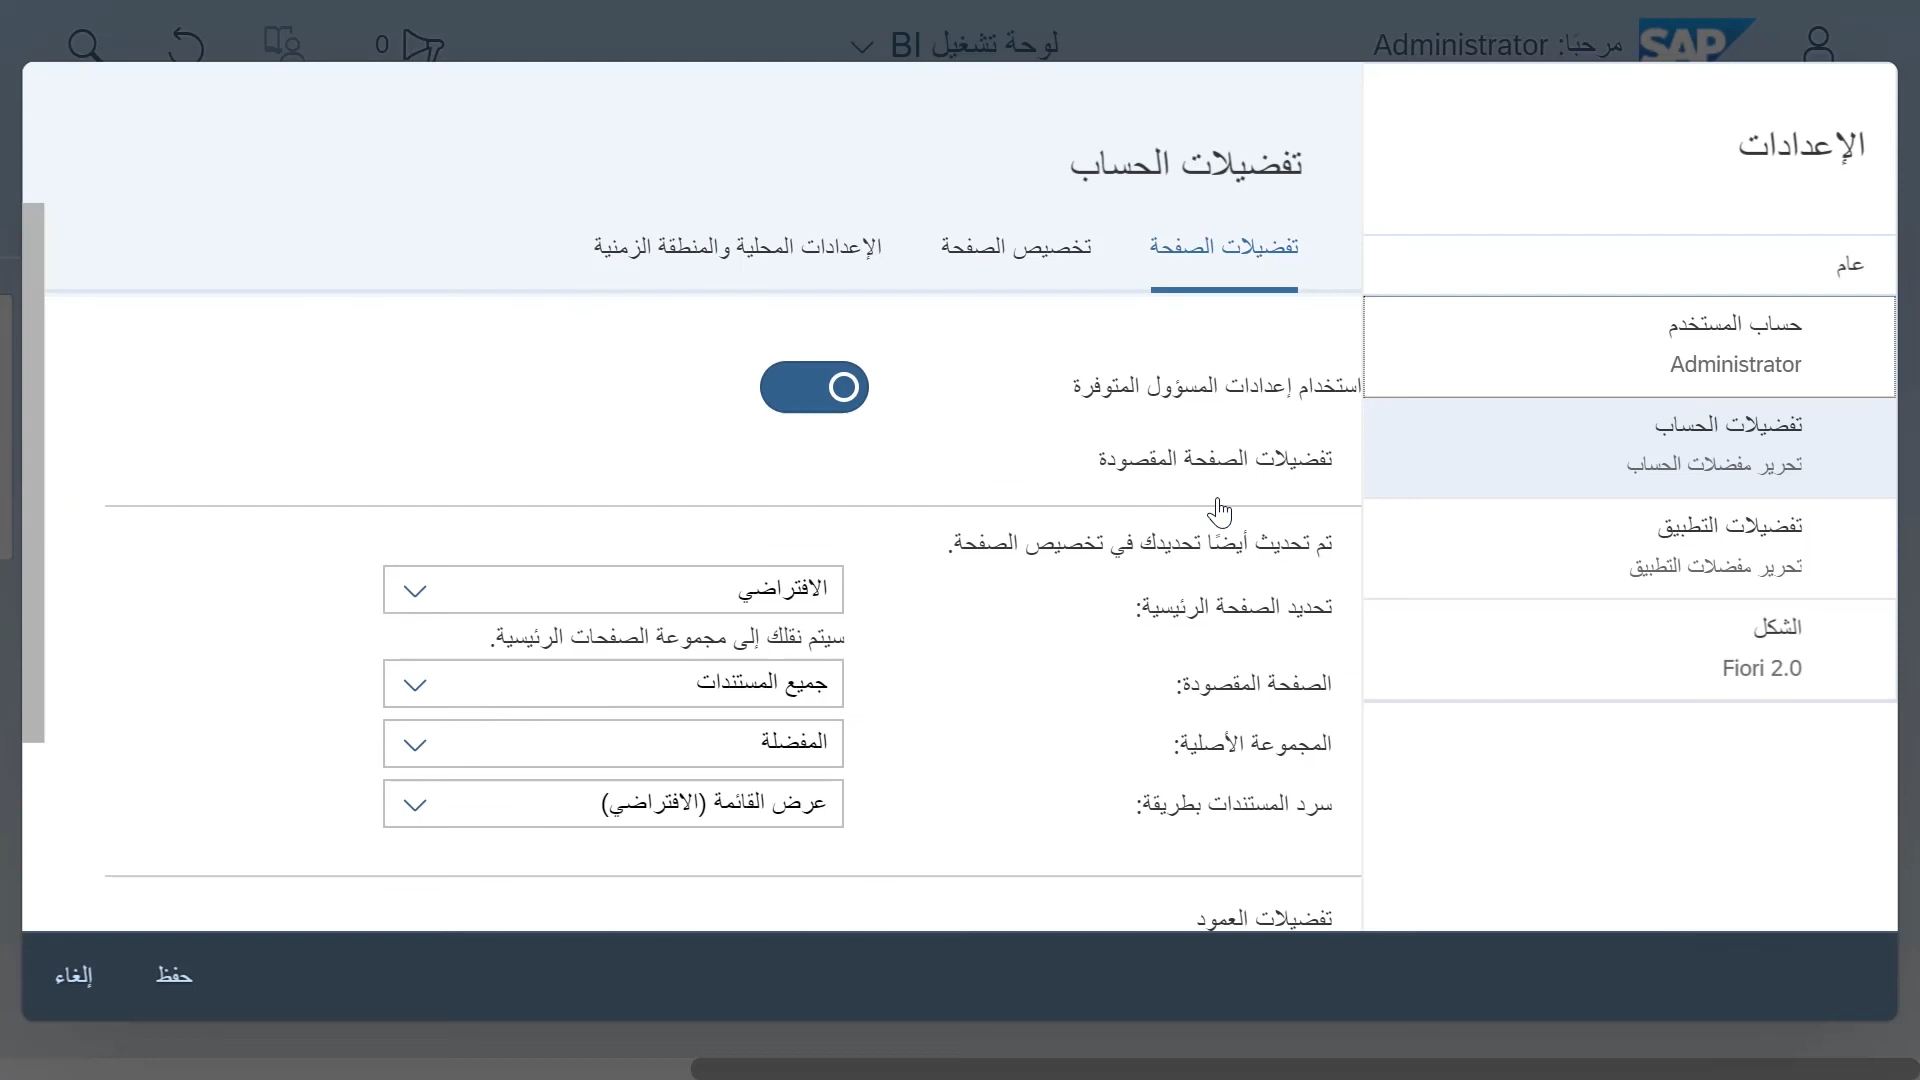 مرحبًا: Administrator
SAP
لوحة تشغيل BI
0
الإعدادات
عام
حساب المستخدم
Administrator
تفضيلات الحساب
تحرير مفضلات الحساب
تفضيلات التطبيق
تحرير مفضلات التطبيق
الشكل
Fiori 2.0
تفضيلات الحساب
تفضيلات الصفحة
تخصيص الصفحة
الإعدادات المحلية والمنطقة الزمنية
استخدام إعدادات المسؤول المتوفرة
تفضيلات الصفحة المقصودة
تم تحديث أيضًا تحديدك في تخصيص الصفحة.
تحديد الصفحة الرئيسية:
الافتراضي
سيتم نقلك إلى مجموعة الصفحات الرئيسية.
الصفحة المقصودة:
جميع المستندات
المجموعة الأصلية:
المفضلة
سرد المستندات بطريقة:
عرض القائمة (الافتراضي)
تفضيلات العمود
حفظ
إلغاء